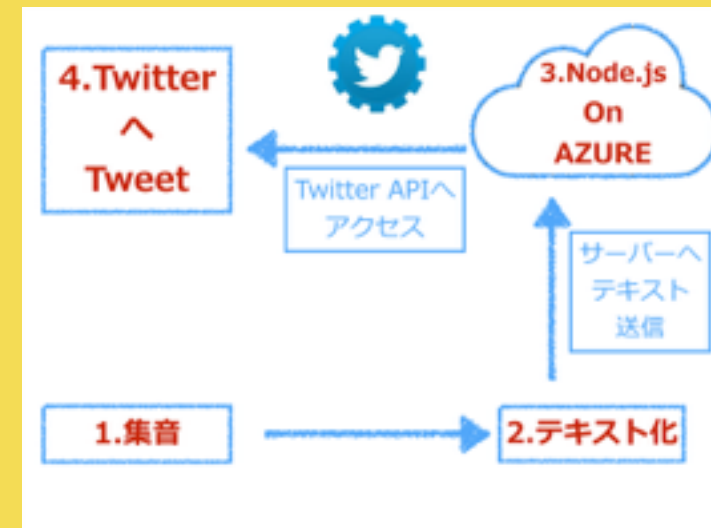 4.Twitter
へ
Tweet
3.Node.js
On
AZURE
Twitter APIへ
アクセス
サーバーへ
テキスト
送信
1.集音
2.テキスト化